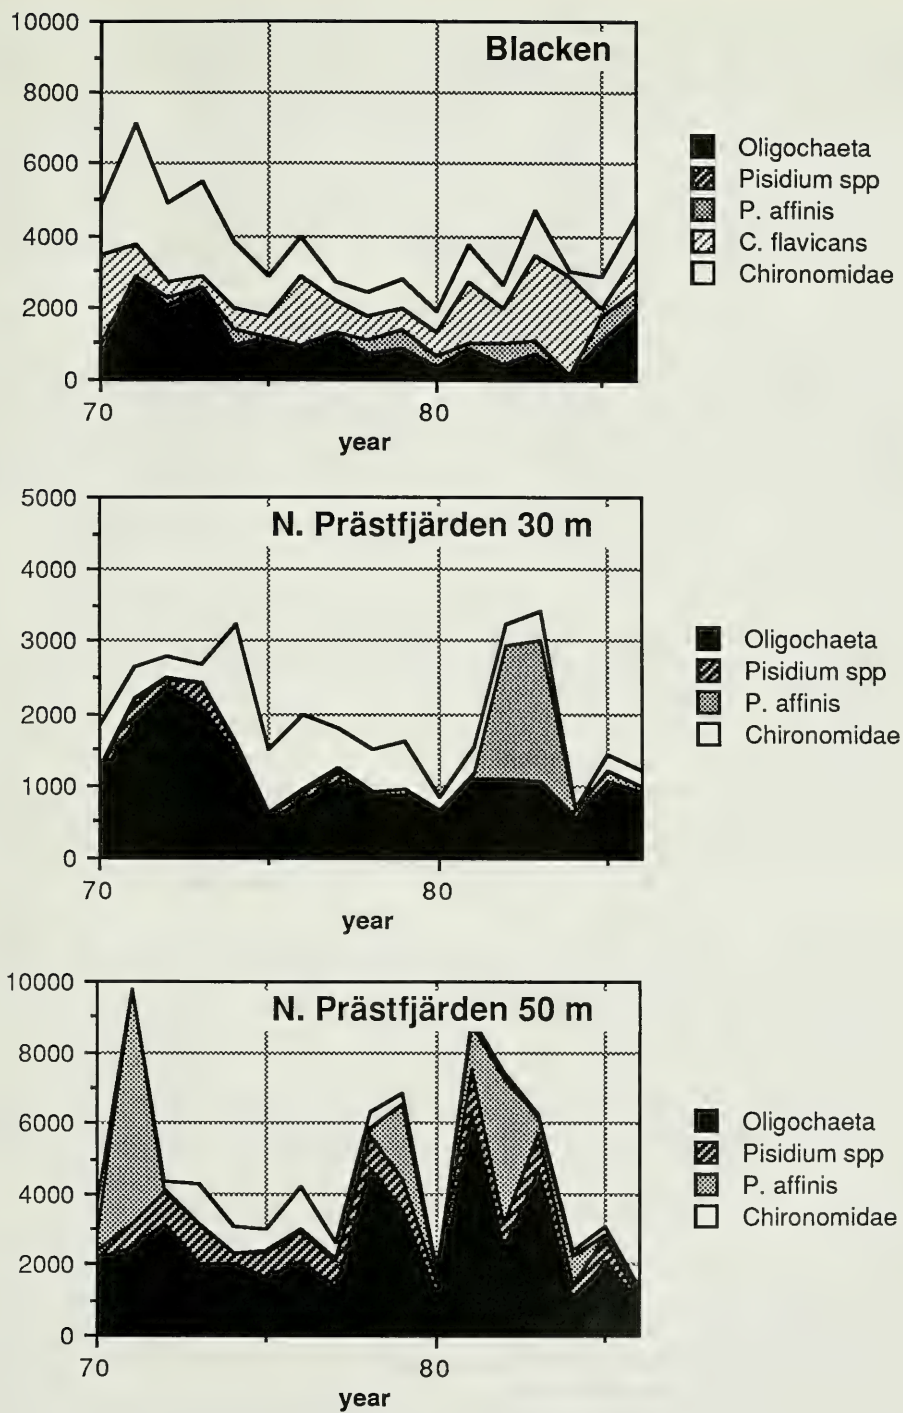 Blacken
10000
8000
6000
4000
2000
0
70
80
year
Oligochaeta
Pisidium spp
P. affinis
C. flavicans
Chironomidae
N. Prästfjärden 30 m
5000
4000
3000
2000
1000
0
70
80
year
Oligochaeta
Pisidium spp
P. affinis
Chironomidae
N. Prästfjärden 50 m
10000
8000
6000
4000
2000
0
70
80
year
Oligochaeta
Pisidium spp
P. affinis
Chironomidae